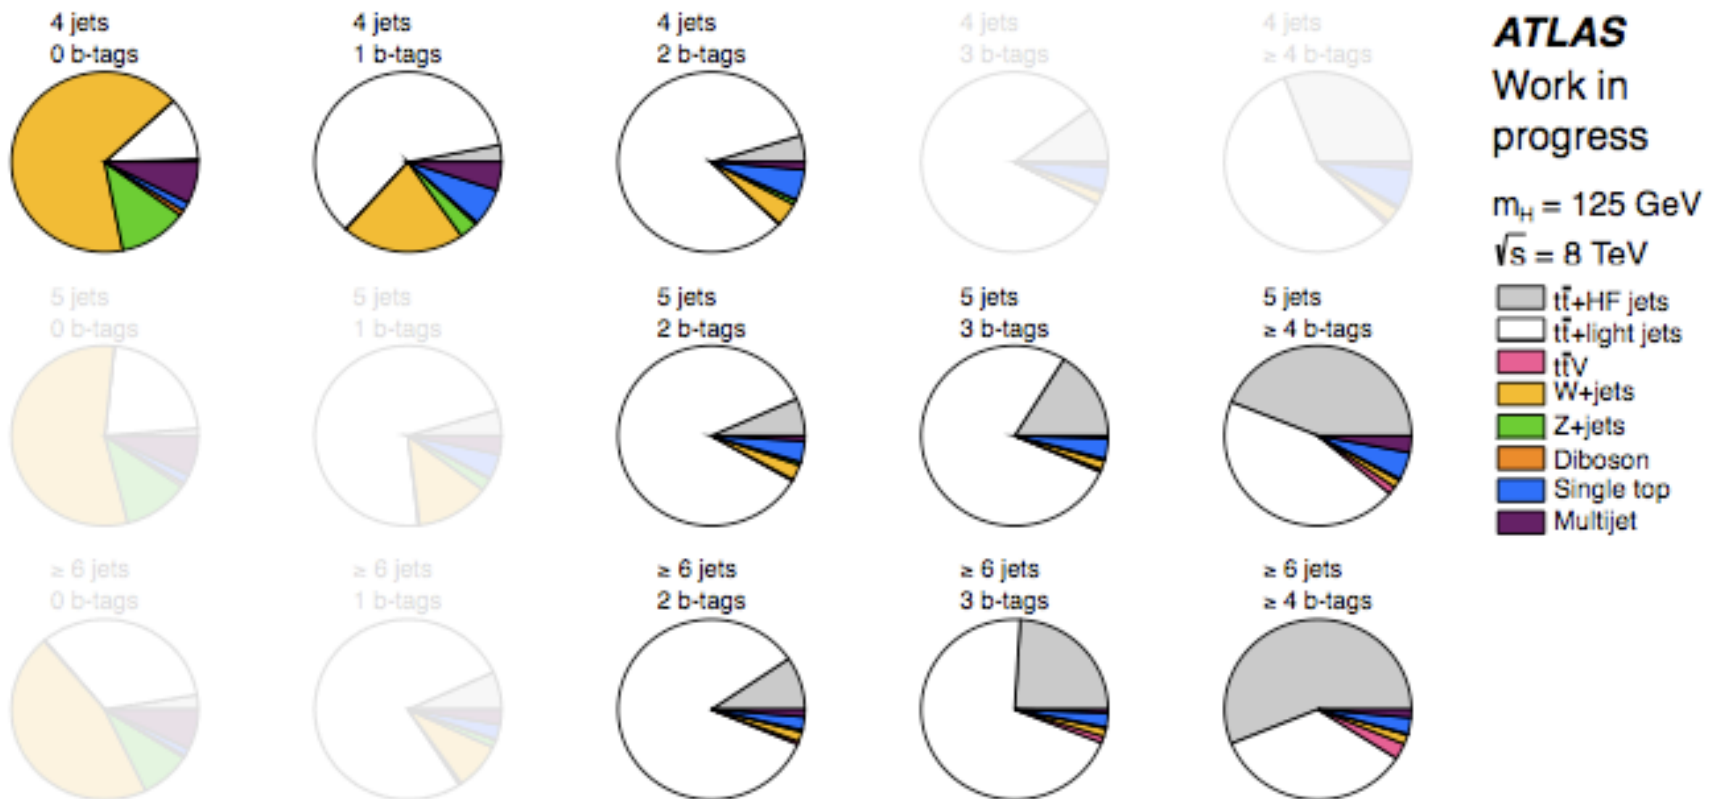 4 jets
0 b-tags
4 jets
1 b-tags
4 jets
2 b-tags
4 jets
3 b-tags
4 jets
≥ 4 b-tags
5 jets
0 b-tags
5 jets
1 b-tags
5 jets
2 b-tags
5 jets
3 b-tags
5 jets
≥ 4 b-tags
≥ 6 jets
0 b-tags
≥ 6 jets
1 b-tags
≥ 6 jets
2 b-tags
≥ 6 jets
3 b-tags
≥ 6 jets
≥ 4 b-tags
ATLAS
Work in
progress
m_H = 125 GeV
√s = 8 TeV
tt̄+HF jets
tt̄+light jets
tt̄V
W+jets
Z+jets
Diboson
Single top
Multijet